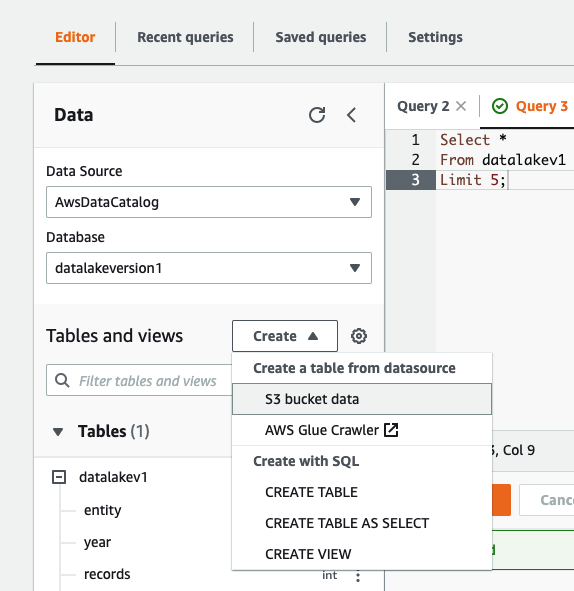 Editor
Recent queries
Saved queries
Settings
Data
Data Source
AwsDataCatalog
Database
datalakeversion1
Tables and views
Create
Filter tables and views
Create a table from datasource
S3 bucket data
AWS Glue Crawler
Create with SQL
CREATE TABLE
CREATE TABLE AS SELECT
CREATE VIEW
Tables (1)
datalakev1
entity
year
records
int
Query 2
Query 3
1 Select *
2 From datalakev1
3 Limit 5;
3, Col 9
Canc